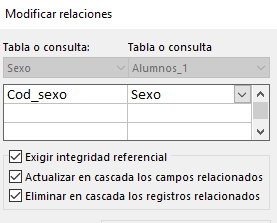 Modificar relaciones
Tabla o consulta: Tabla o consulta
Sexo Alumnos_1
Cod_sexo Sexo
Exigir integridad referencial
Actualizar en cascada los campos relacionados
Eliminar en cascada los registros relacionados